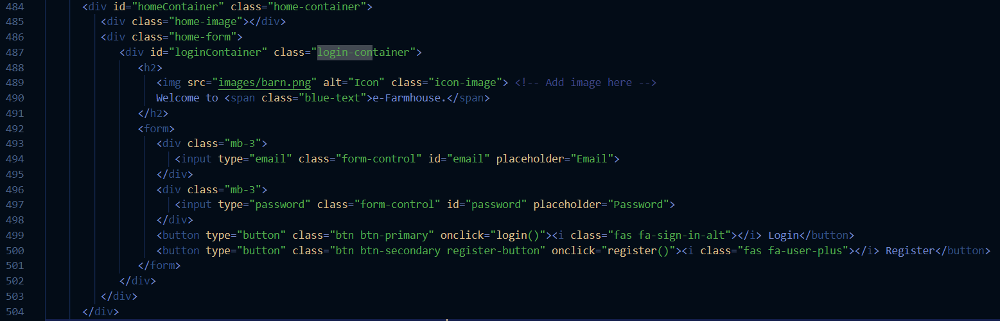 484 <div id="homeContainer" class="home-container">
485 <div class="home-image"></div>
486 <div class="home-form">
487 <div id="loginContainer" class="login-container">
488 <h2>
489 <img src="images/barn.png" alt="Icon" class="icon-image"> <!-- Add image here -->
490 Welcome to <span class="blue-text">e-Farmhouse.</span>
491 </h2>
492 <form>
493 <div class="mb-3">
494 <input type="email" class="form-control" id="email" placeholder="Email">
495 </div>
496 <div class="mb-3">
497 <input type="password" class="form-control" id="password" placeholder="Password">
498 </div>
499 <button type="button" class="btn btn-primary" onclick="login()"><i class="fas fa-sign-in-alt"></i> Login</button>
500 <button type="button" class="btn btn-secondary register-button" onclick="register()"><i class="fas fa-user-plus"></i> Register</button>
501 </form>
502 </div>
503 </div>
504 </div>